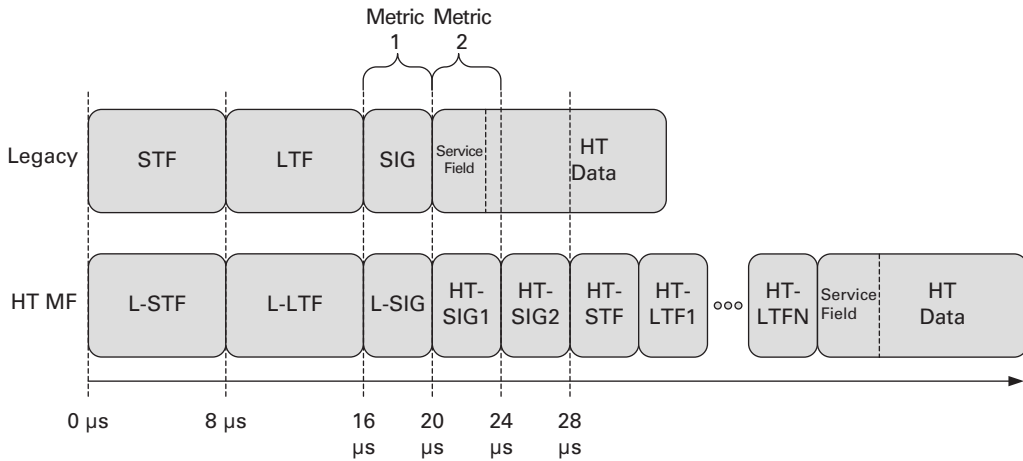 Metric Metric
1 2
Legacy STF LTF SIG Service HT
Field Data
HT MF L-STF L-LTF L-SIG HT- HT- HT- HT- HT- Service HT
SIG1 SIG2 STF LTF1 LTFN Field Data
0 μs 8 μs 16 20 24 28
μs μs μs μs